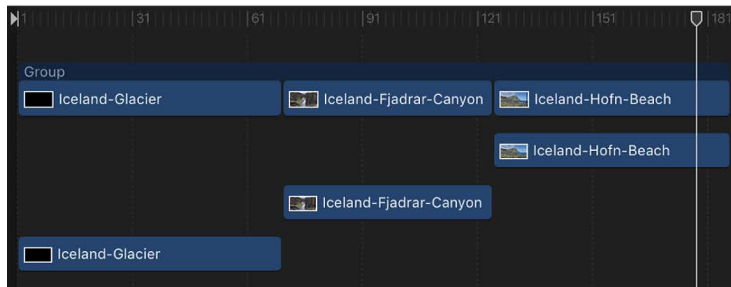 1 31 61 91 121 151 181
Group
Iceland-Glacier Iceland-Fjadrar-Canyon Iceland-Hofn-Beach
Iceland-Hofn-Beach
Iceland-Fjadrar-Canyon
Iceland-Glacier